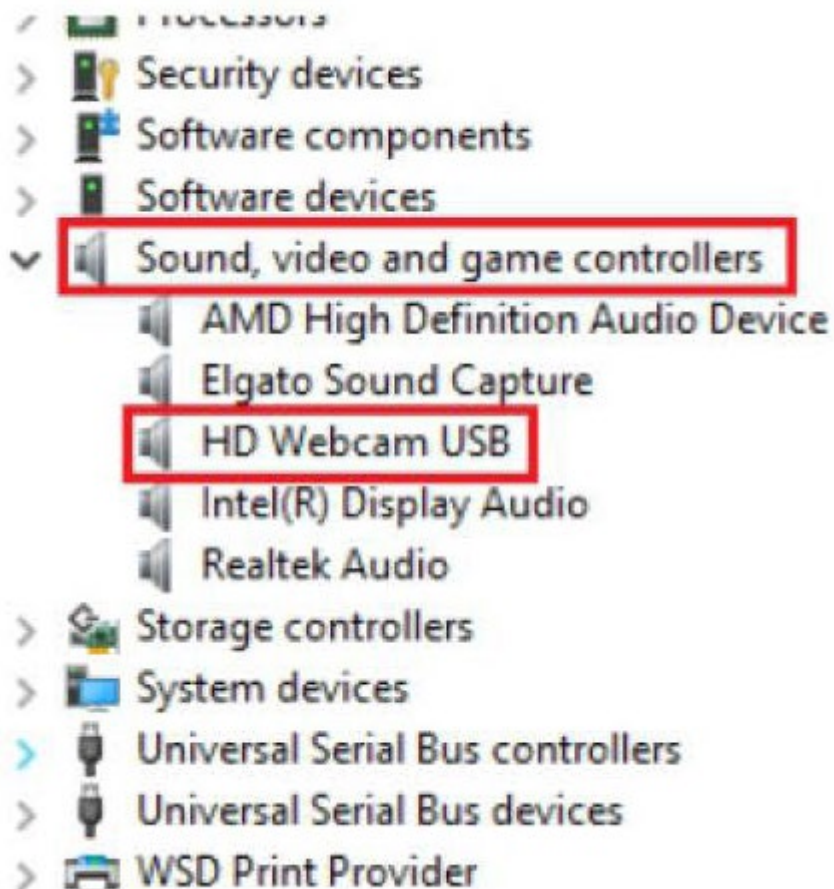 Processors
Security devices
Software components
Software devices
Sound, video and game controllers
AMD High Definition Audio Device
Elgato Sound Capture
HD Webcam USB
Intel(R) Display Audio
Realtek Audio
Storage controllers
System devices
Universal Serial Bus controllers
Universal Serial Bus devices
WSD Print Provider